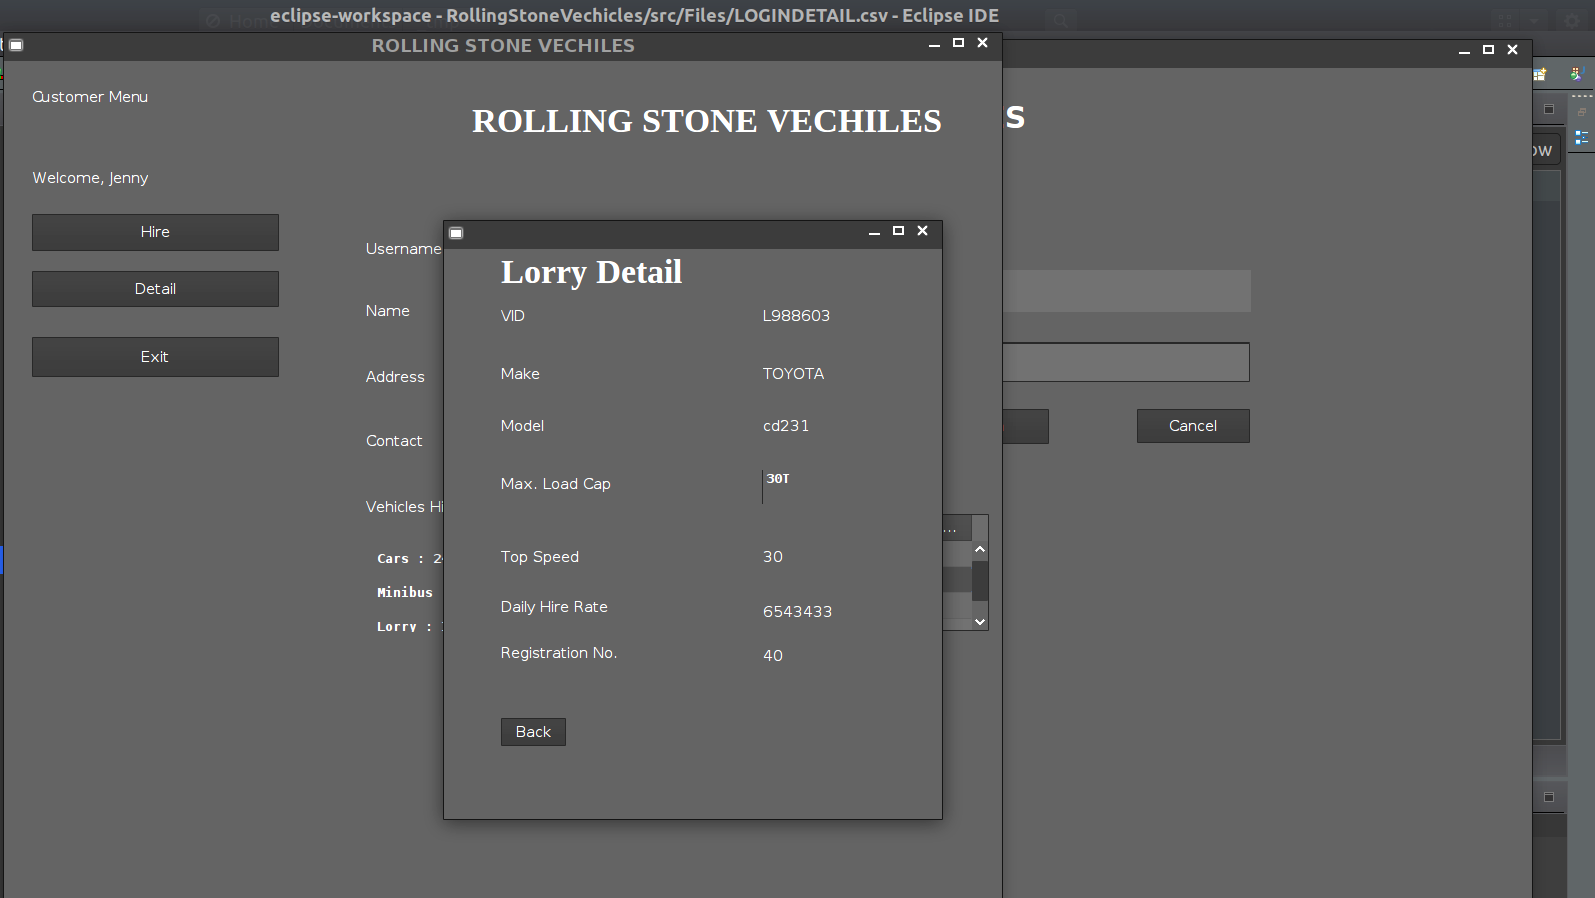 Home
eclipse-workspace - RollingStoneVechicles/src/Files/LOGINDETAIL.csv - Eclipse IDE
ROLLING STONE VECHILES
Customer Menu
ROLLING STONE VECHILES
S
Welcome, Jenny
Hire
Detail
Exit
Username
Name
Address
Contact
Vehicles Hi
Cars : 2
Minibus
Lorry :
...
Lorry Detail
VID L988603
Make TOYOTA
Model cd231
Max. Load Cap 30T
Top Speed 30
Daily Hire Rate 6543433
Registration No. 40
Back
Cancel
ow